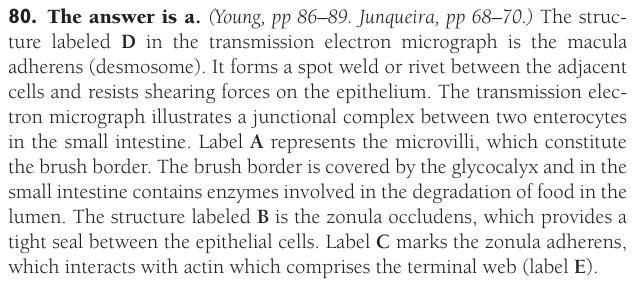 80. The answer is a. (Young, pp 86–89. Junqueira, pp 68–70.) The struc-
ture labeled D in the transmission electron micrograph is the macula
adherens (desmosome). It forms a spot weld or rivet between the adjacent
cells and resists shearing forces on the epithelium. The transmission elec-
tron micrograph illustrates a junctional complex between two enterocytes
in the small intestine. Label A represents the microvilli, which constitute
the brush border. The brush border is covered by the glycocalyx and in the
small intestine contains enzymes involved in the degradation of food in the
lumen. The structure labeled B is the zonula occludens, which provides a
tight seal between the epithelial cells. Label C marks the zonula adherens,
which interacts with actin which comprises the terminal web (label E).